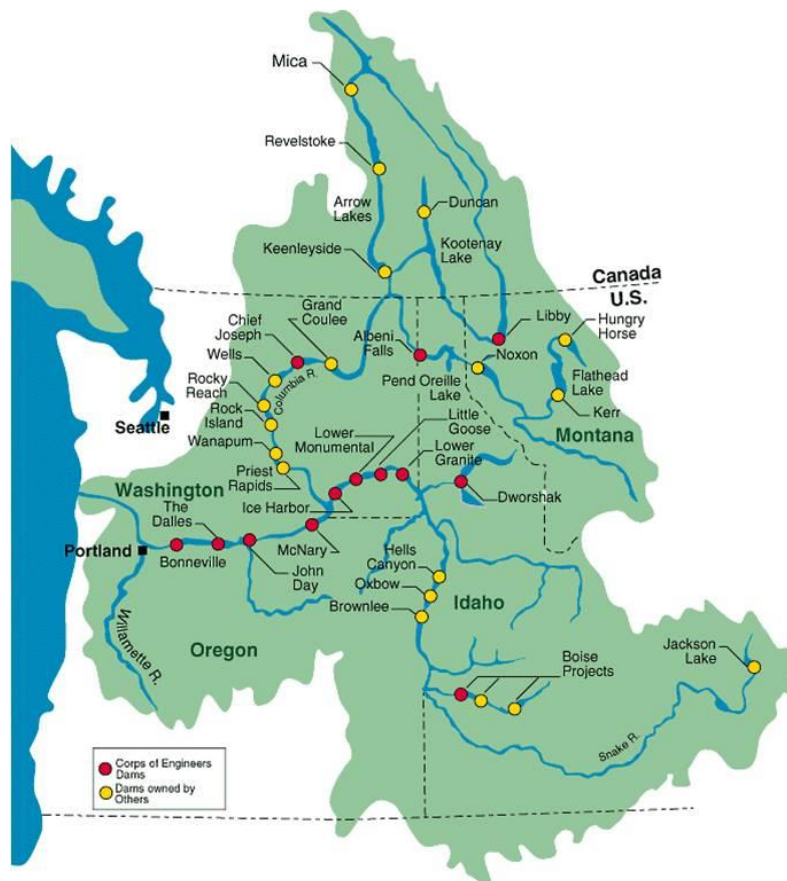 Mica
Revelstoke
Arrow
Lakes
Duncan
Kootenay
Lake
Keenleyside
Canada
U.S.
Grand
Coulee
Chief
Joseph
Albeni
Falls
Libby
Hungry
Horse
Wells
Noxon
Columbia R.
Pend Oreille
Lake
Flathead
Lake
Rocky
Reach
Kerr
Rock
Island
Seattle
Little
Goose
Wanapum
Lower
Monumental
Lower
Granite
Montana
Priest
Rapids
Washington
Ice Harbor
Dworshak
The
Dalles
Portland
Bonneville
McNary
John
Day
Hells
Canyon
Oxbow
Brownlee
Idaho
Willamette R.
Oregon
Boise
Projects
Jackson
Lake
Snake R.
Corps of Engineers
Dams
Dams owned by
Others